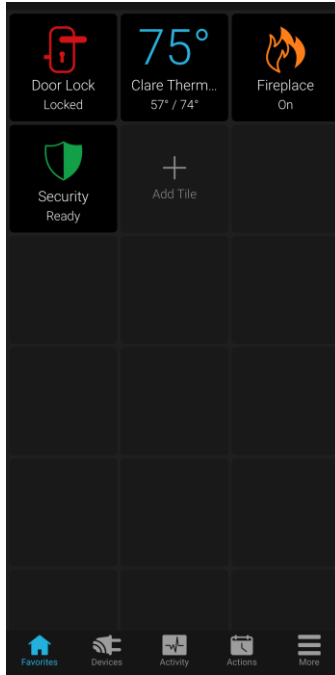 75°
Door Lock
Clare Therm...
Fireplace
Locked
57° / 74°
On
Security
Add Tile
Ready
Favorites
Devices
Activity
Actions
More